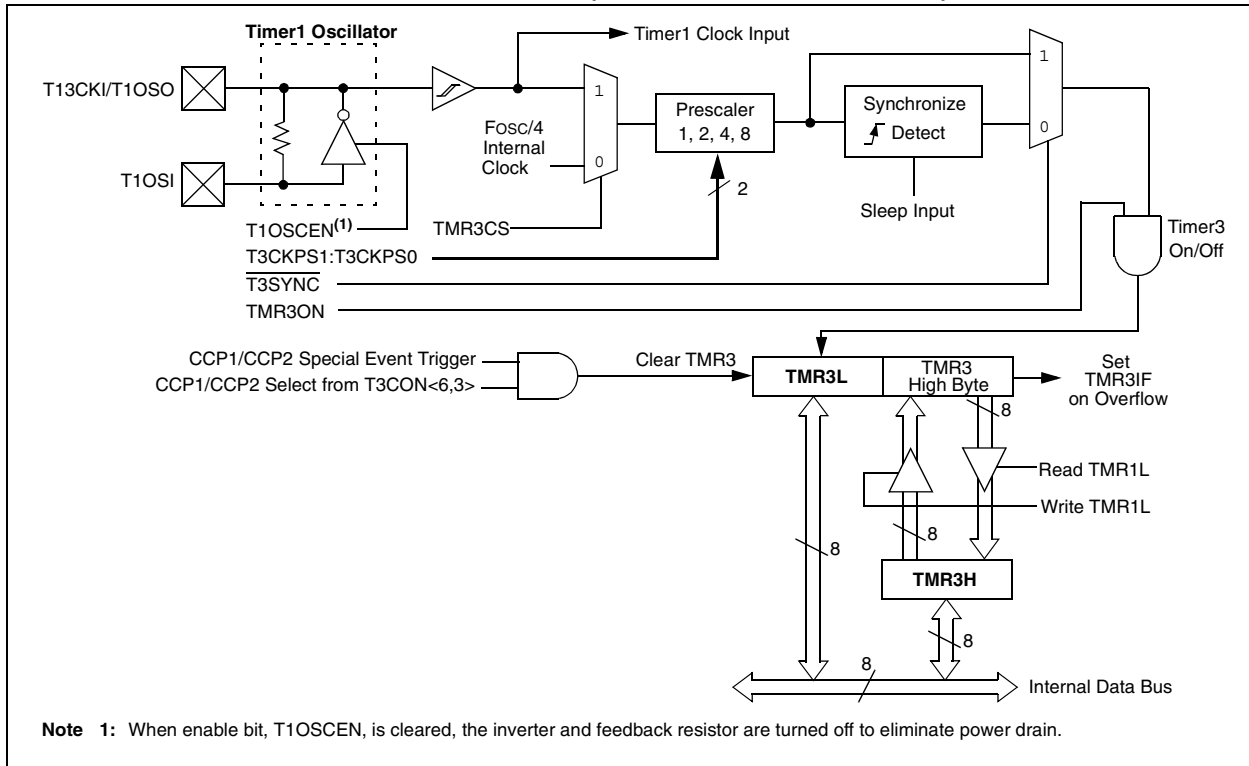 Timer1 Oscillator
Timer1 Clock Input
T13CKI/T1OSO
1
1
Prescaler
1, 2, 4, 8
Synchronize
Detect
FOSC/4
Internal
Clock
0
0
T1OSI
2
Sleep Input
T1OSCEN(1)
TMR3CS
Timer3
On/Off
T3CKPS1:T3CKPS0
T3SYNC
TMR3ON
CCP1/CCP2 Special Event Trigger
CCP1/CCP2 Select from T3CON<6,3>
Clear TMR3
TMR3L
TMR3
High Byte
Set
TMR3IF
on Overflow
8
Read TMR1L
Write TMR1L
8
8
TMR3H
8
8
Internal Data Bus
Note 1: When enable bit, T1OSCEN, is cleared, the inverter and feedback resistor are turned off to eliminate power drain.